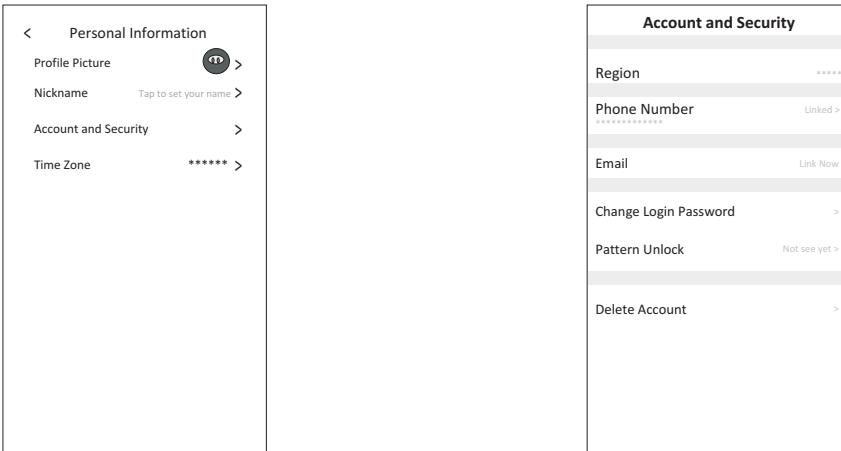 < Personal Information
Profile Picture >
Nickname Tap to set your name >
Account and Security >
Time Zone ****** >
Account and Security
Region *****
Phone Number Linked >
*************
Email Link Now
Change Login Password >
Pattern Unlock Not see yet >
Delete Account >